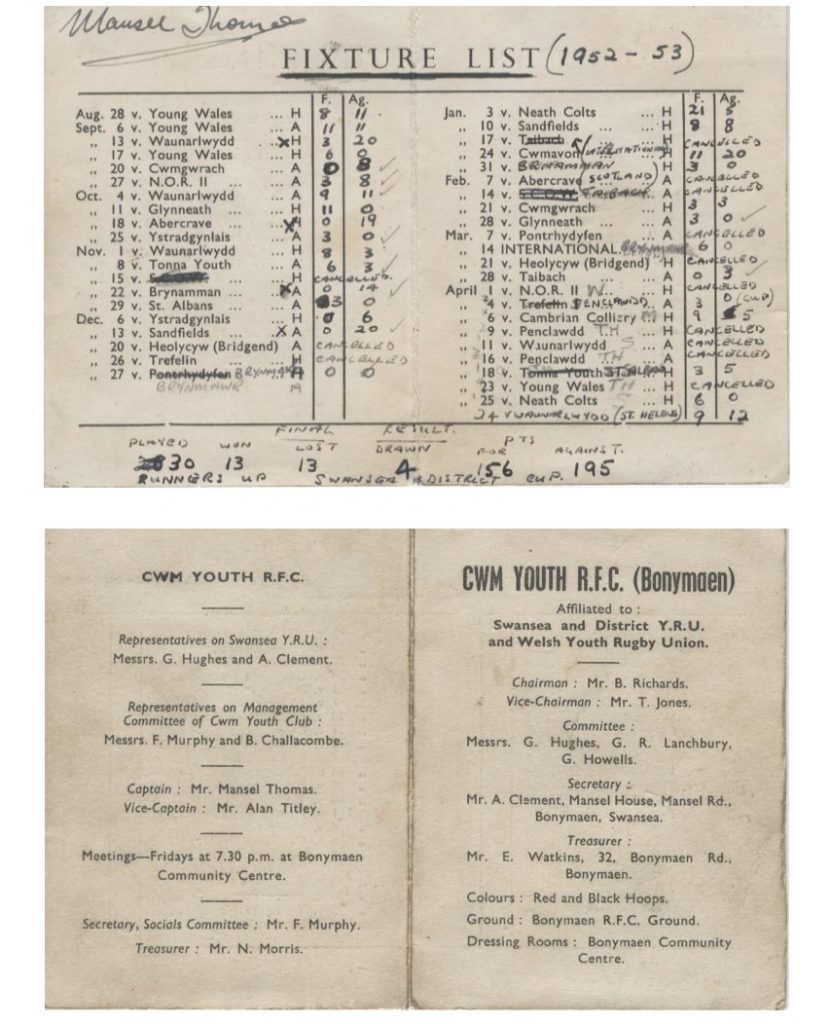 Mansel Thomas
FIXTURE LIST (1952-53)
F. Ag.
Aug. 28 v. Young Wales ... H 8 11
Sept. 6 v. Young Wales ... A 11 11
„ 13 v. Waunarlwydd ... x H 3 20
„ 17 v. Young Wales ... H 6 0
„ 20 v. Cwmgwrach ... A 0 8 ✓
„ 27 v. N.O.R. II ... ... A 3 8 ✓
Oct. 4 v. Waunarlwydd ... A 9 11
„ 11 v. Glynneath ... H 11 0
„ 18 v. Abercrave ... x A 0 19
„ 25 v. Ystradgynlais ... A 3 0 ✓
Nov. 1 v. Waunarlwydd ... H 8 3
„ 8 v. Tonna Youth ... A 6 3 ✓
„ 15 v. ... H CANCELLED.
„ 22 v. Brynamman ... x A 0 14 ✓
„ 29 v. St. Albans ... A 3 0
Dec. 6 v. Ystradgynlais ... H 6
„ 13 v. Sandfields ... x A 0 20 ✓
„ 20 v. Heolycyw (Bridgend) A CANCELLED
„ 26 v. Trefelin ... H CANCELLED
„ 27 v. Pontrhydyfen 0 0
BRYNMAWR
F. Ag.
Jan. 3 v. Neath Colts ... H 21 5
„ 10 v. Sandfields ... H 8 8
„ 17 v. Taibach ... H CANCELLED
„ 24 v. Cwmavon 11 20
„ 31 v. BRYNAMMAN H 3 0
Feb. 7 v. Abercrave (SCOTLAND) A CANCELLED
„ 14 v. TAIBACH A CANCELLED
„ 21 v. Cwmgwrach ... H 3 3
„ 28 v. Glynneath ... A 3 0 ✓
Mar. 7 v. Pontrhydyfen ... A CANCELLED
„ 14 INTERNATIONAL. 6 0
„ 21 v. Heolycyw (Bridgend) H CANCELLED
„ 28 v. Taibach ... A 0 3 ✓
April 1 v. N.O.R. II ... H CANCELLED
„ 4 v. Trefelin PENCLAWDD A 3 0 (CUP)
„ 6 v. Cambrian Colliery H 9 5
„ 9 v. Penclawdd T.H ... H CANCELLED
„ 11 v. Waunarlwydd S ... A CANCELLED
„ 16 v. Penclawdd T.H ... A CANCELLED
„ 18 v. Tonna Youth H 3 5
„ 23 v. Young Wales T H ... H CANCELLED
„ 25 v. Neath Colts ... H 6 0
24 v WAUNARLWYDD (ST. HELENS) 9 12
FINAL RESULT.
PLAYED WON LOST DRAWN PTS FOR AGAINST.
30 13 13 4 156 195
RUNNERS UP SWANSEA & DISTRICT CUP.
CWM YOUTH R.F.C.
Representatives on Swansea Y.R.U. :
Messrs. G. Hughes and A. Clement.
Representatives on Management
Committee of Cwm Youth Club :
Messrs. F. Murphy and B. Challacombe.
Captain : Mr. Mansel Thomas.
Vice-Captain : Mr. Alan Titley.
Meetings—Fridays at 7.30 p.m. at Bonymaen
Community Centre.
Secretary, Socials Committee : Mr. F. Murphy.
Treasurer : Mr. N. Morris.
CWM YOUTH R.F.C. (Bonymaen)
Affiliated to :
Swansea and District Y.R.U.
and Welsh Youth Rugby Union.
Chairman : Mr. B. Richards.
Vice-Chairman : Mr. T. Jones.
Committee :
Messrs. G. Hughes, G. R. Lanchbury,
G. Howells.
Secretary :
Mr. A. Clement, Mansel House, Mansel Rd.,
Bonymaen, Swansea.
Treasurer :
Mr. E. Watkins, 32, Bonymaen Rd.,
Bonymaen.
Colours : Red and Black Hoops.
Ground : Bonymaen R.F.C. Ground.
Dressing Rooms : Bonymaen Community
Centre.